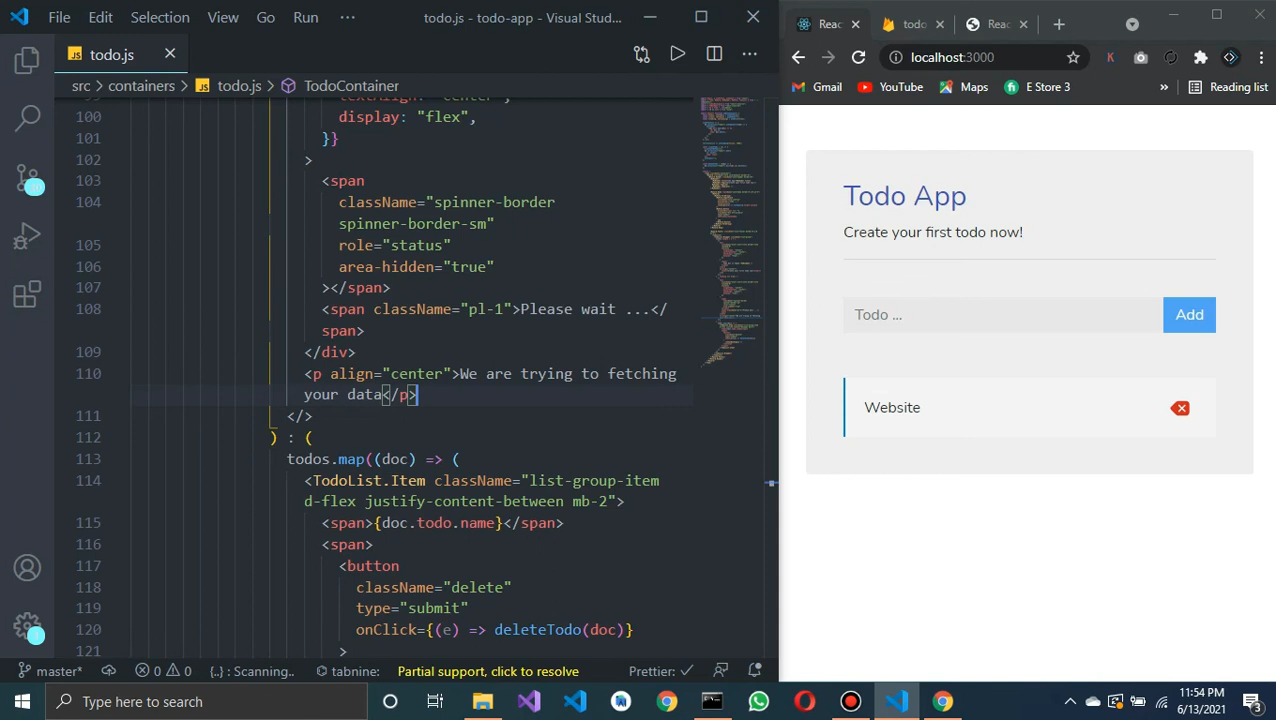 File Edit Selection View Go Run ··· todo.js - todo-app - Visual Stud...
JS todo.js
src > containers > JS todo.js > TodoContainer
display: "flex",
101 }}
102 >
103 <span
104 className="spinner-border
spinner-border-sm"
105 role="status"
106 area-hidden="true"
107 ></span>
108 <span className="pl-1">Please wait ...</
span>
109 </div>
110 <p align="center">We are trying to fetching
your data</p>
111 </>
112 ) : (
113 todos.map((doc) => (
114 <TodoList.Item className="list-group-item
d-flex justify-content-between mb-2">
115 <span>{doc.todo.name}</span>
116 <span>
117 <button
118 className="delete"
119 type="submit"
120 onClick={(e) => deleteTodo(doc)}
121 >
master* 0 0 {..} : Scanning.. tabnine: Partial support, click to resolve Prettier:
Reac todo Reac
localhost:3000
K
Gmail YouTube Maps fi E Store 3 » Reading list
Todo App
Create your first todo now!
Todo ... Add
Website
Type here to search
11:54 PM
6/13/2021
3